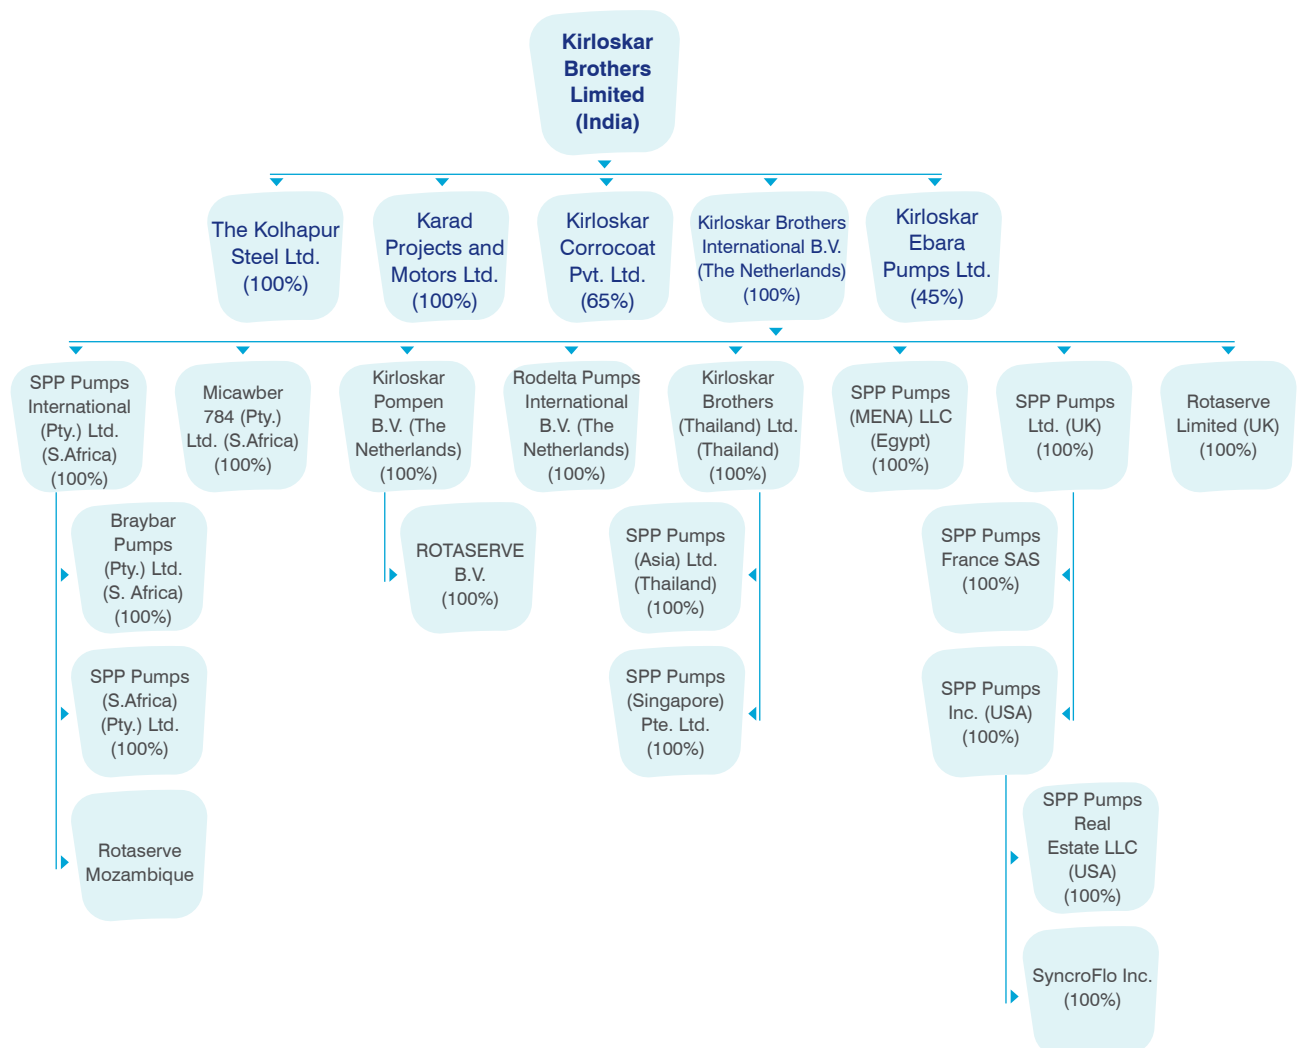 Kirloskar
Brothers
Limited
(India)
The Kolhapur
Steel Ltd.
(100%)
Karad
Projects and
Motors Ltd.
(100%)
Kirloskar
Corrocoat
Pvt. Ltd.
(65%)
Kirloskar Brothers
International B.V.
(The Netherlands)
(100%)
Kirloskar
Ebara
Pumps Ltd.
(45%)
SPP Pumps
International
(Pty.) Ltd.
(S.Africa)
(100%)
Micawber
784 (Pty.)
Ltd. (S.Africa)
(100%)
Kirloskar
Pompen
B.V. (The
Netherlands)
(100%)
Rodelta Pumps
International
B.V. (The
Netherlands)
(100%)
Kirloskar
Brothers
(Thailand) Ltd.
(Thailand)
(100%)
SPP Pumps
(MENA) LLC
(Egypt)
(100%)
SPP Pumps
Ltd. (UK)
(100%)
Rotaserve
Limited (UK)
(100%)
Braybar
Pumps
(Pty.) Ltd.
(S. Africa)
(100%)
ROTASERVE
B.V.
(100%)
SPP Pumps
(Asia) Ltd.
(Thailand)
(100%)
SPP Pumps
France SAS
(100%)
SPP Pumps
(S.Africa)
(Pty.) Ltd.
(100%)
SPP Pumps
(Singapore)
Pte. Ltd.
(100%)
SPP Pumps
Inc. (USA)
(100%)
Rotaserve
Mozambique
SPP Pumps
Real
Estate LLC
(USA)
(100%)
SyncroFlo Inc.
(100%)